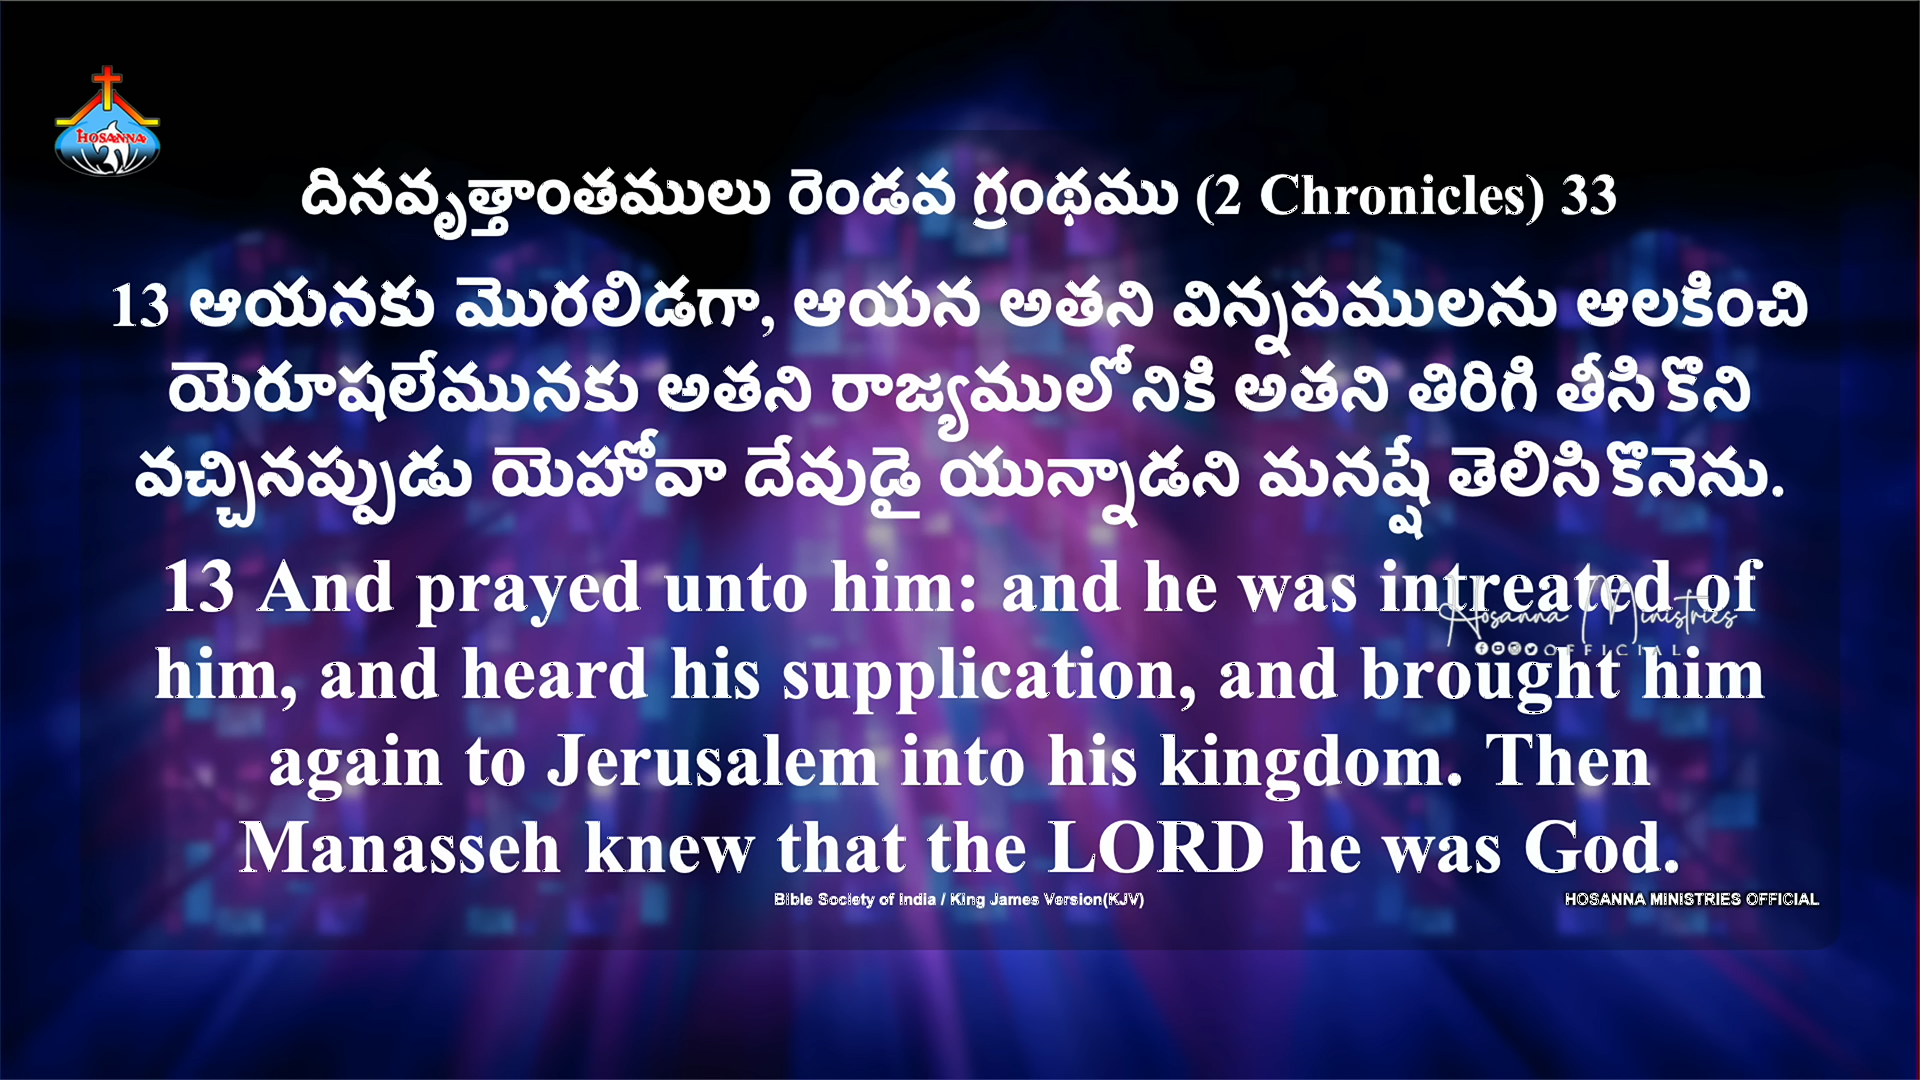 HOSANNA
దినవృత్తాంతములు రెండవ గ్రంథము (2 Chronicles) 33
13 ఆయనకు మొరలిడగా, ఆయన అతని విన్నపములను ఆలకించి
యెరూషలేమునకు అతని రాజ్యములోనికి అతని తిరిగి తీసికొని
వచ్చినప్పుడు యెహోవా దేవుడై యున్నాడని మనష్షే తెలిసికొనెను.
13 And prayed unto him: and he was intreated of
Hosanna Ministries
OFFICIAL
him, and heard his supplication, and brought him
again to Jerusalem into his kingdom. Then
Manasseh knew that the LORD he was God.
Bible Society of India / King James Version(KJV)
HOSANNA MINISTRIES OFFICIAL